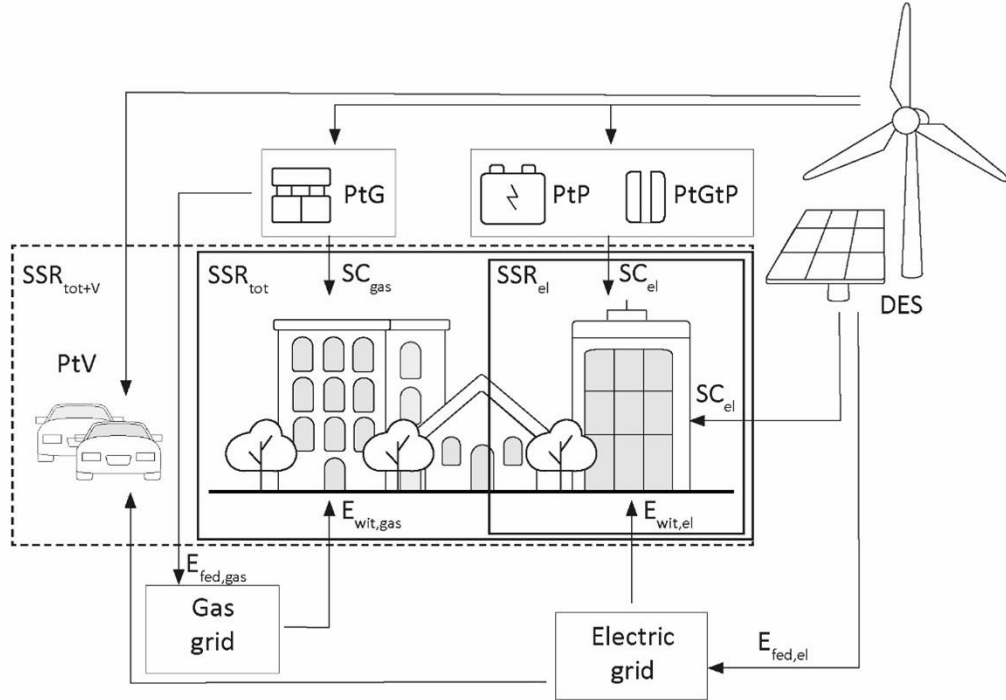 PtG
PtP
PtGtP
SSR_tot+V
SSR_tot
SC_gas
SSR_el
SC_el
DES
PtV
SC_el
E_wit,gas
E_wit,el
E_fed,gas
Gas
grid
Electric
grid
E_fed,el